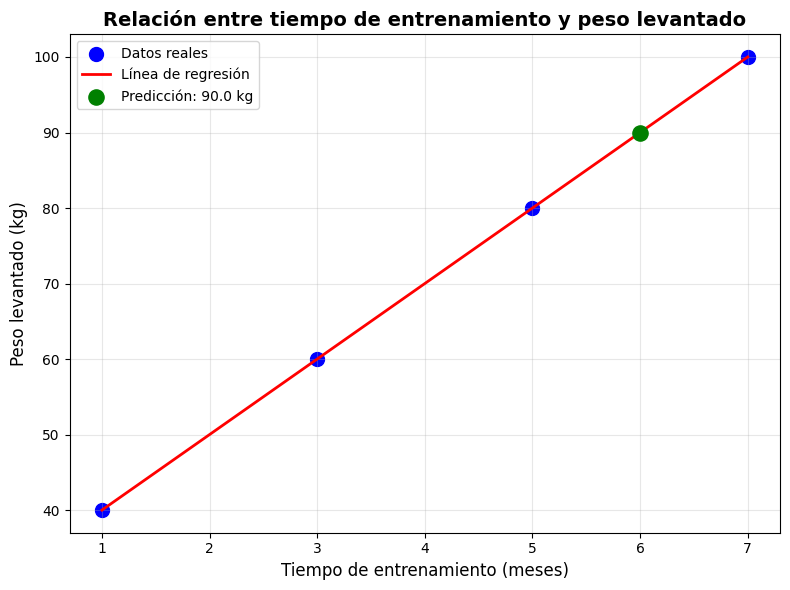 Relación entre tiempo de entrenamiento y peso levantado
Datos reales
Línea de regresión
Predicción: 90.0 kg
Peso levantado (kg)
100
90
80
70
60
50
40
1 2 3 4 5 6 7
Tiempo de entrenamiento (meses)